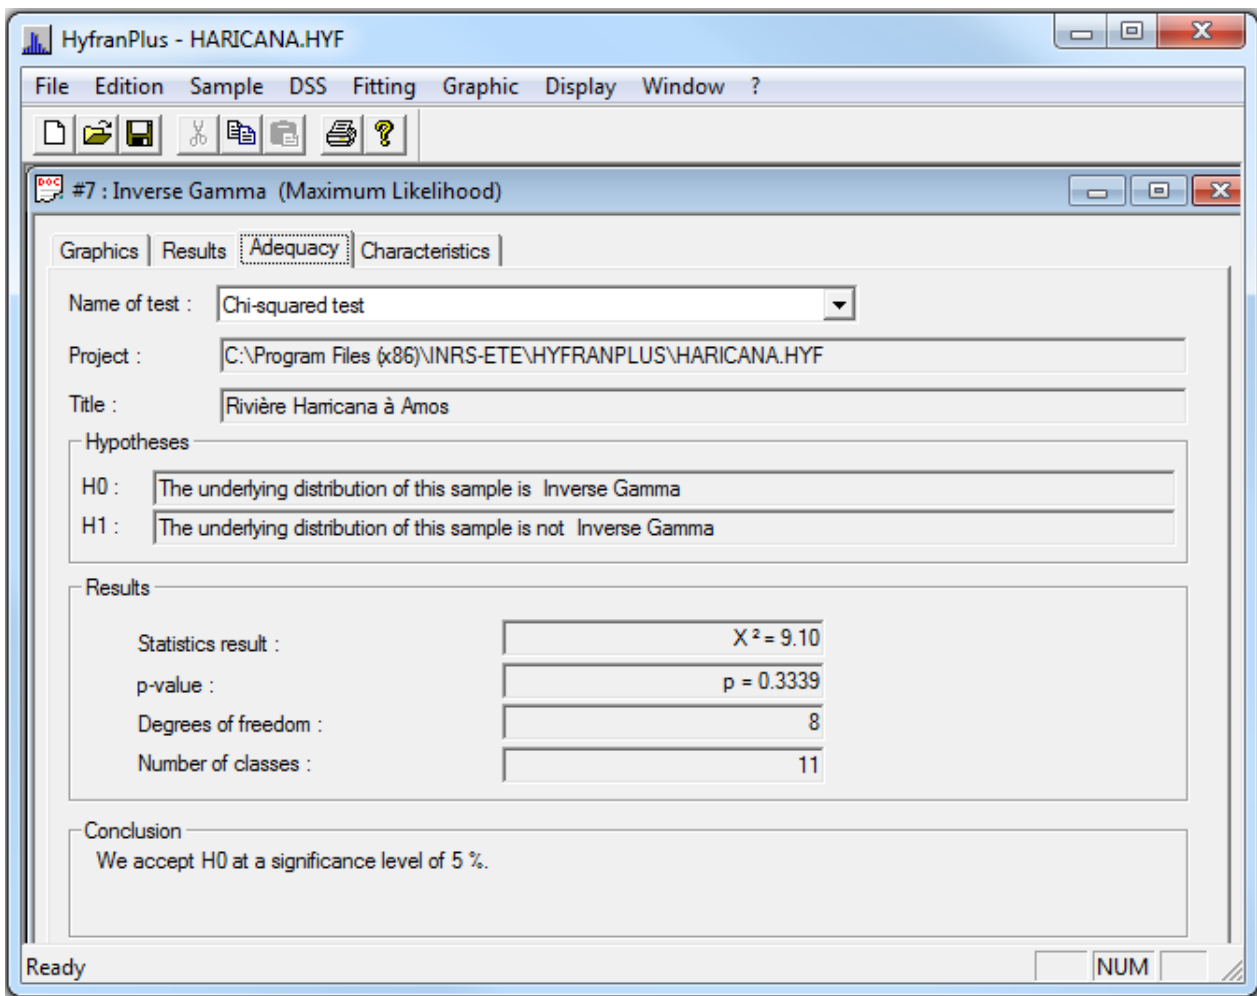 HyfranPlus - HARICANA.HYF
File Edition Sample DSS Fitting Graphic Display Window ?
DOC #7 : Inverse Gamma (Maximum Likelihood)
Graphics Results Adequacy Characteristics
Name of test : Chi-squared test
Project : C:\Program Files (x86)\INRS-ETE\HYFRANPLUS\HARICANA.HYF
Title : Rivière Harricana à Amos
Hypotheses
H0 : The underlying distribution of this sample is Inverse Gamma
H1 : The underlying distribution of this sample is not Inverse Gamma
Results
Statistics result : X² = 9.10
p-value : p = 0.3339
Degrees of freedom : 8
Number of classes : 11
Conclusion
We accept H0 at a significance level of 5 %.
Ready NUM